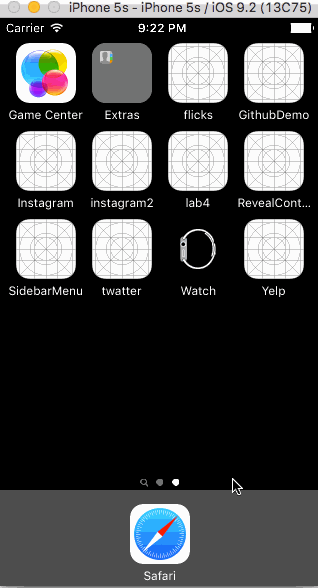 iPhone 5s - iPhone 5s / iOS 9.2 (13C75)
Carrier 9:22 PM
Game Center Extras flicks GithubDemo
Instagram instagram2 lab4 RevealCont...
SidebarMenu twatter Watch Yelp
Safari